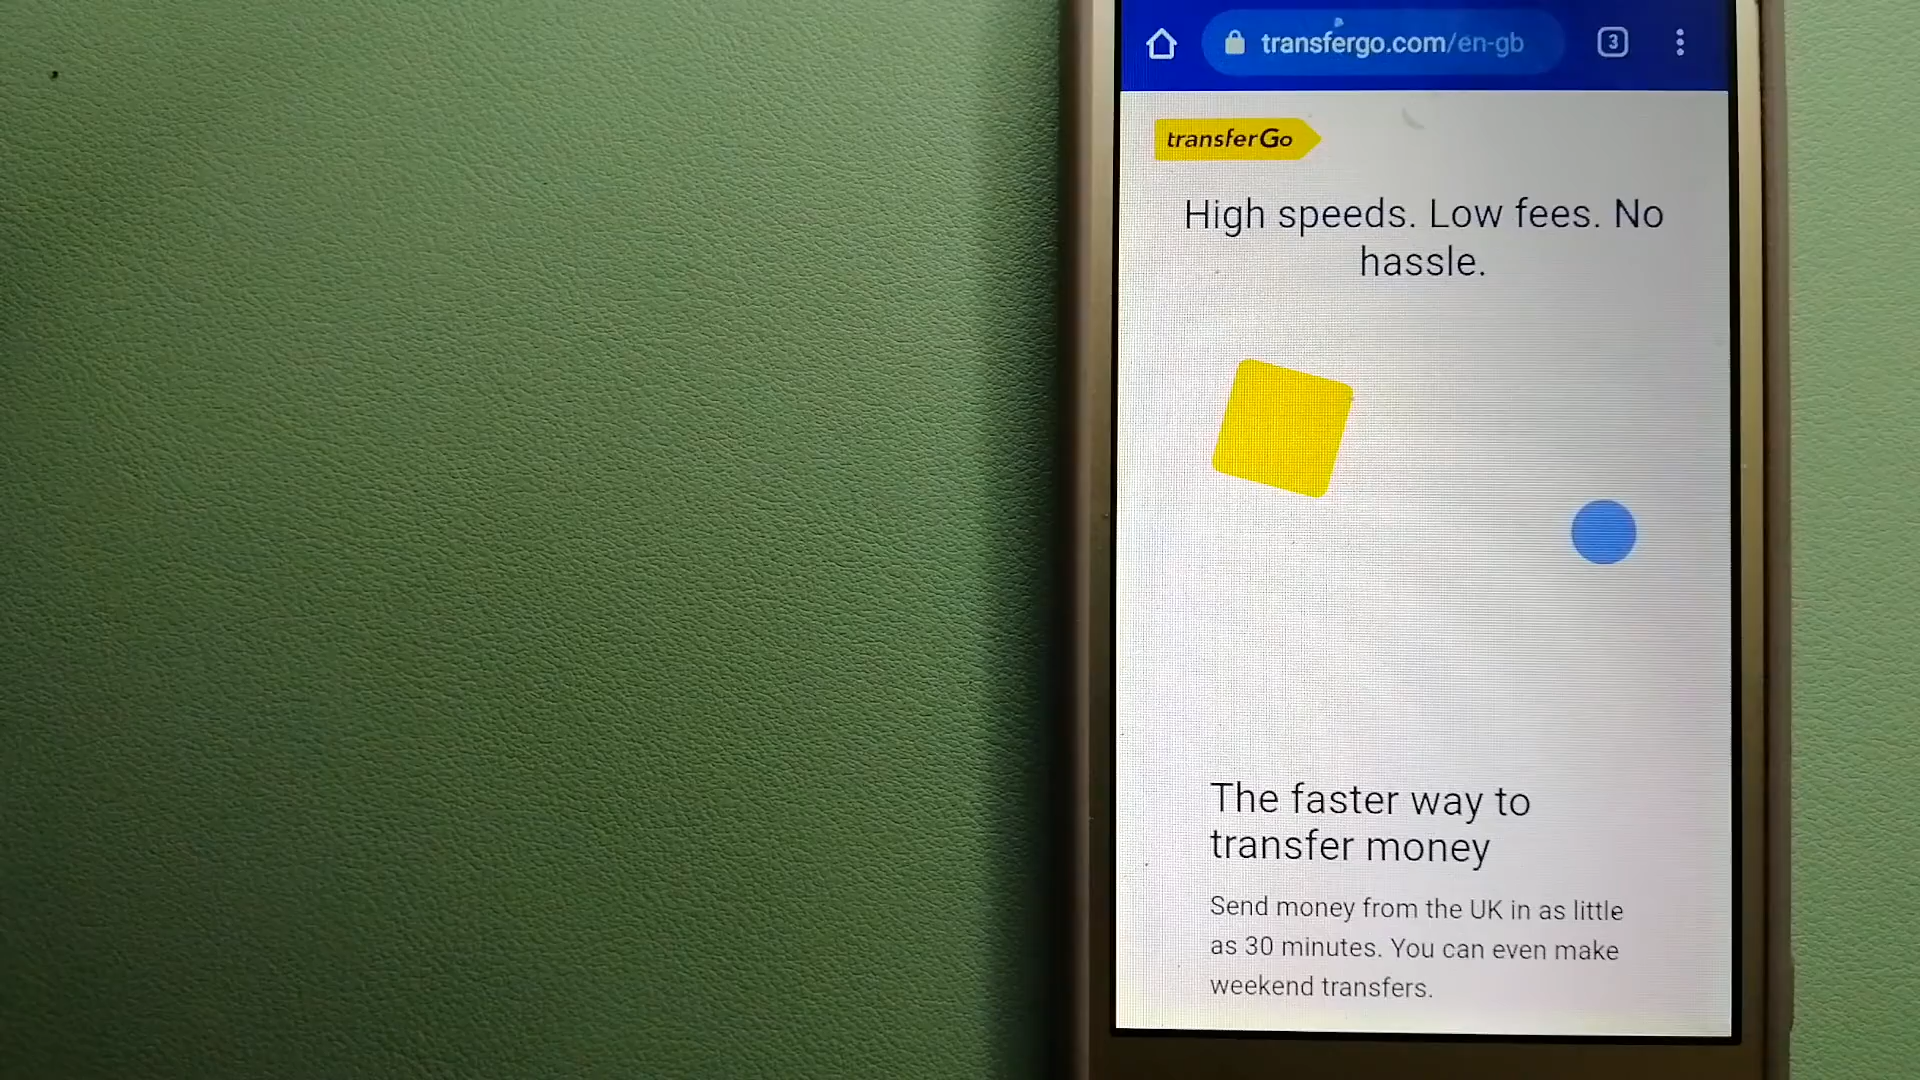 transfergo.com/en-gb
3
transferGo
High speeds. Low fees. No
hassle.
The faster way to
transfer money
Send money from the UK in as little
as 30 minutes. You can even make
weekend transfers.